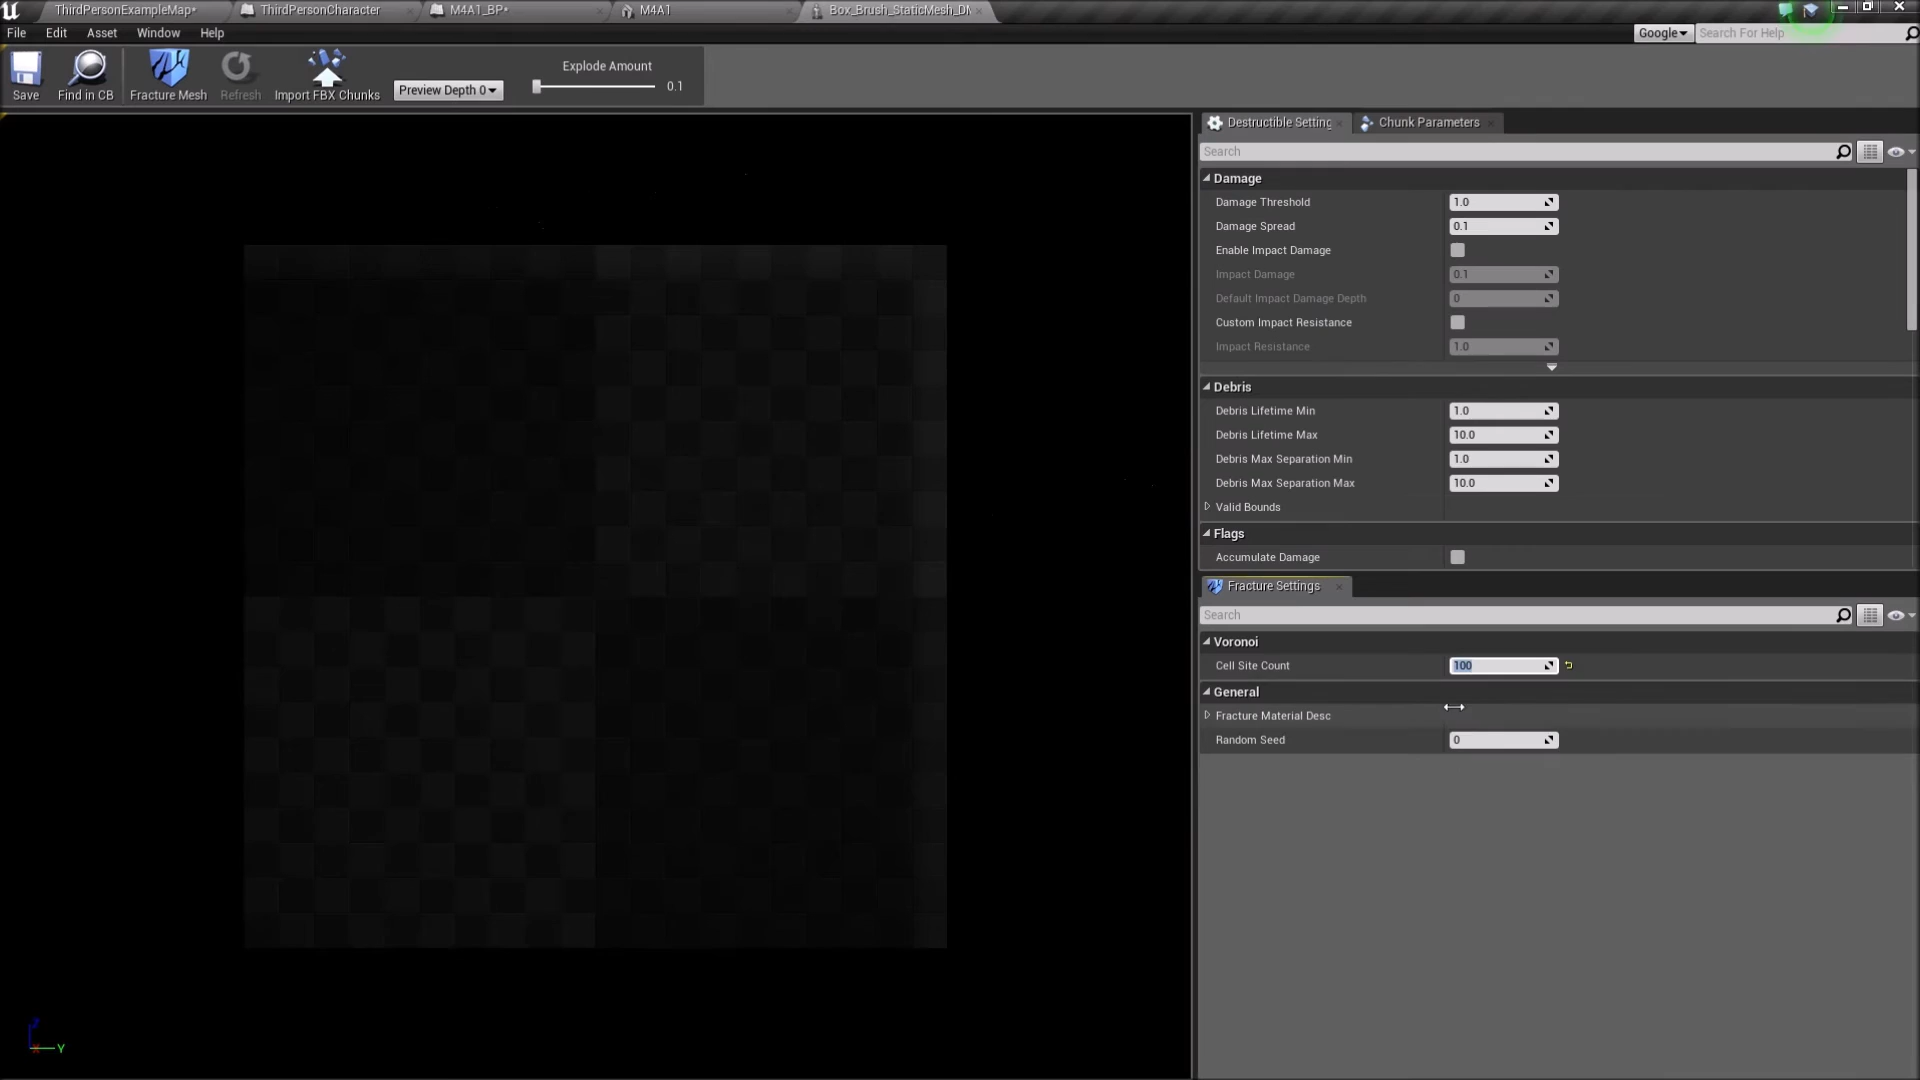 ThirdPersonExampleMap* ThirdPersonCharacter M4A1_BP* M4A1 Box_Brush_StaticMesh_DM
File Edit Asset Window Help Google Search For Help
Save Find in CB Fracture Mesh Refresh Import FBX Chunks Preview Depth 0 Explode Amount 0.1
Destructible Setting Chunk Parameters
Search
Damage
Damage Threshold 1.0
Damage Spread 0.1
Enable Impact Damage
Impact Damage 0.1
Default Impact Damage Depth 0
Custom Impact Resistance
Impact Resistance 1.0
Debris
Debris Lifetime Min 1.0
Debris Lifetime Max 10.0
Debris Max Separation Min 1.0
Debris Max Separation Max 10.0
Valid Bounds
Flags
Accumulate Damage
Fracture Settings
Search
Voronoi
Cell Site Count 100
General
Fracture Material Desc
Random Seed 0
Z
X Y